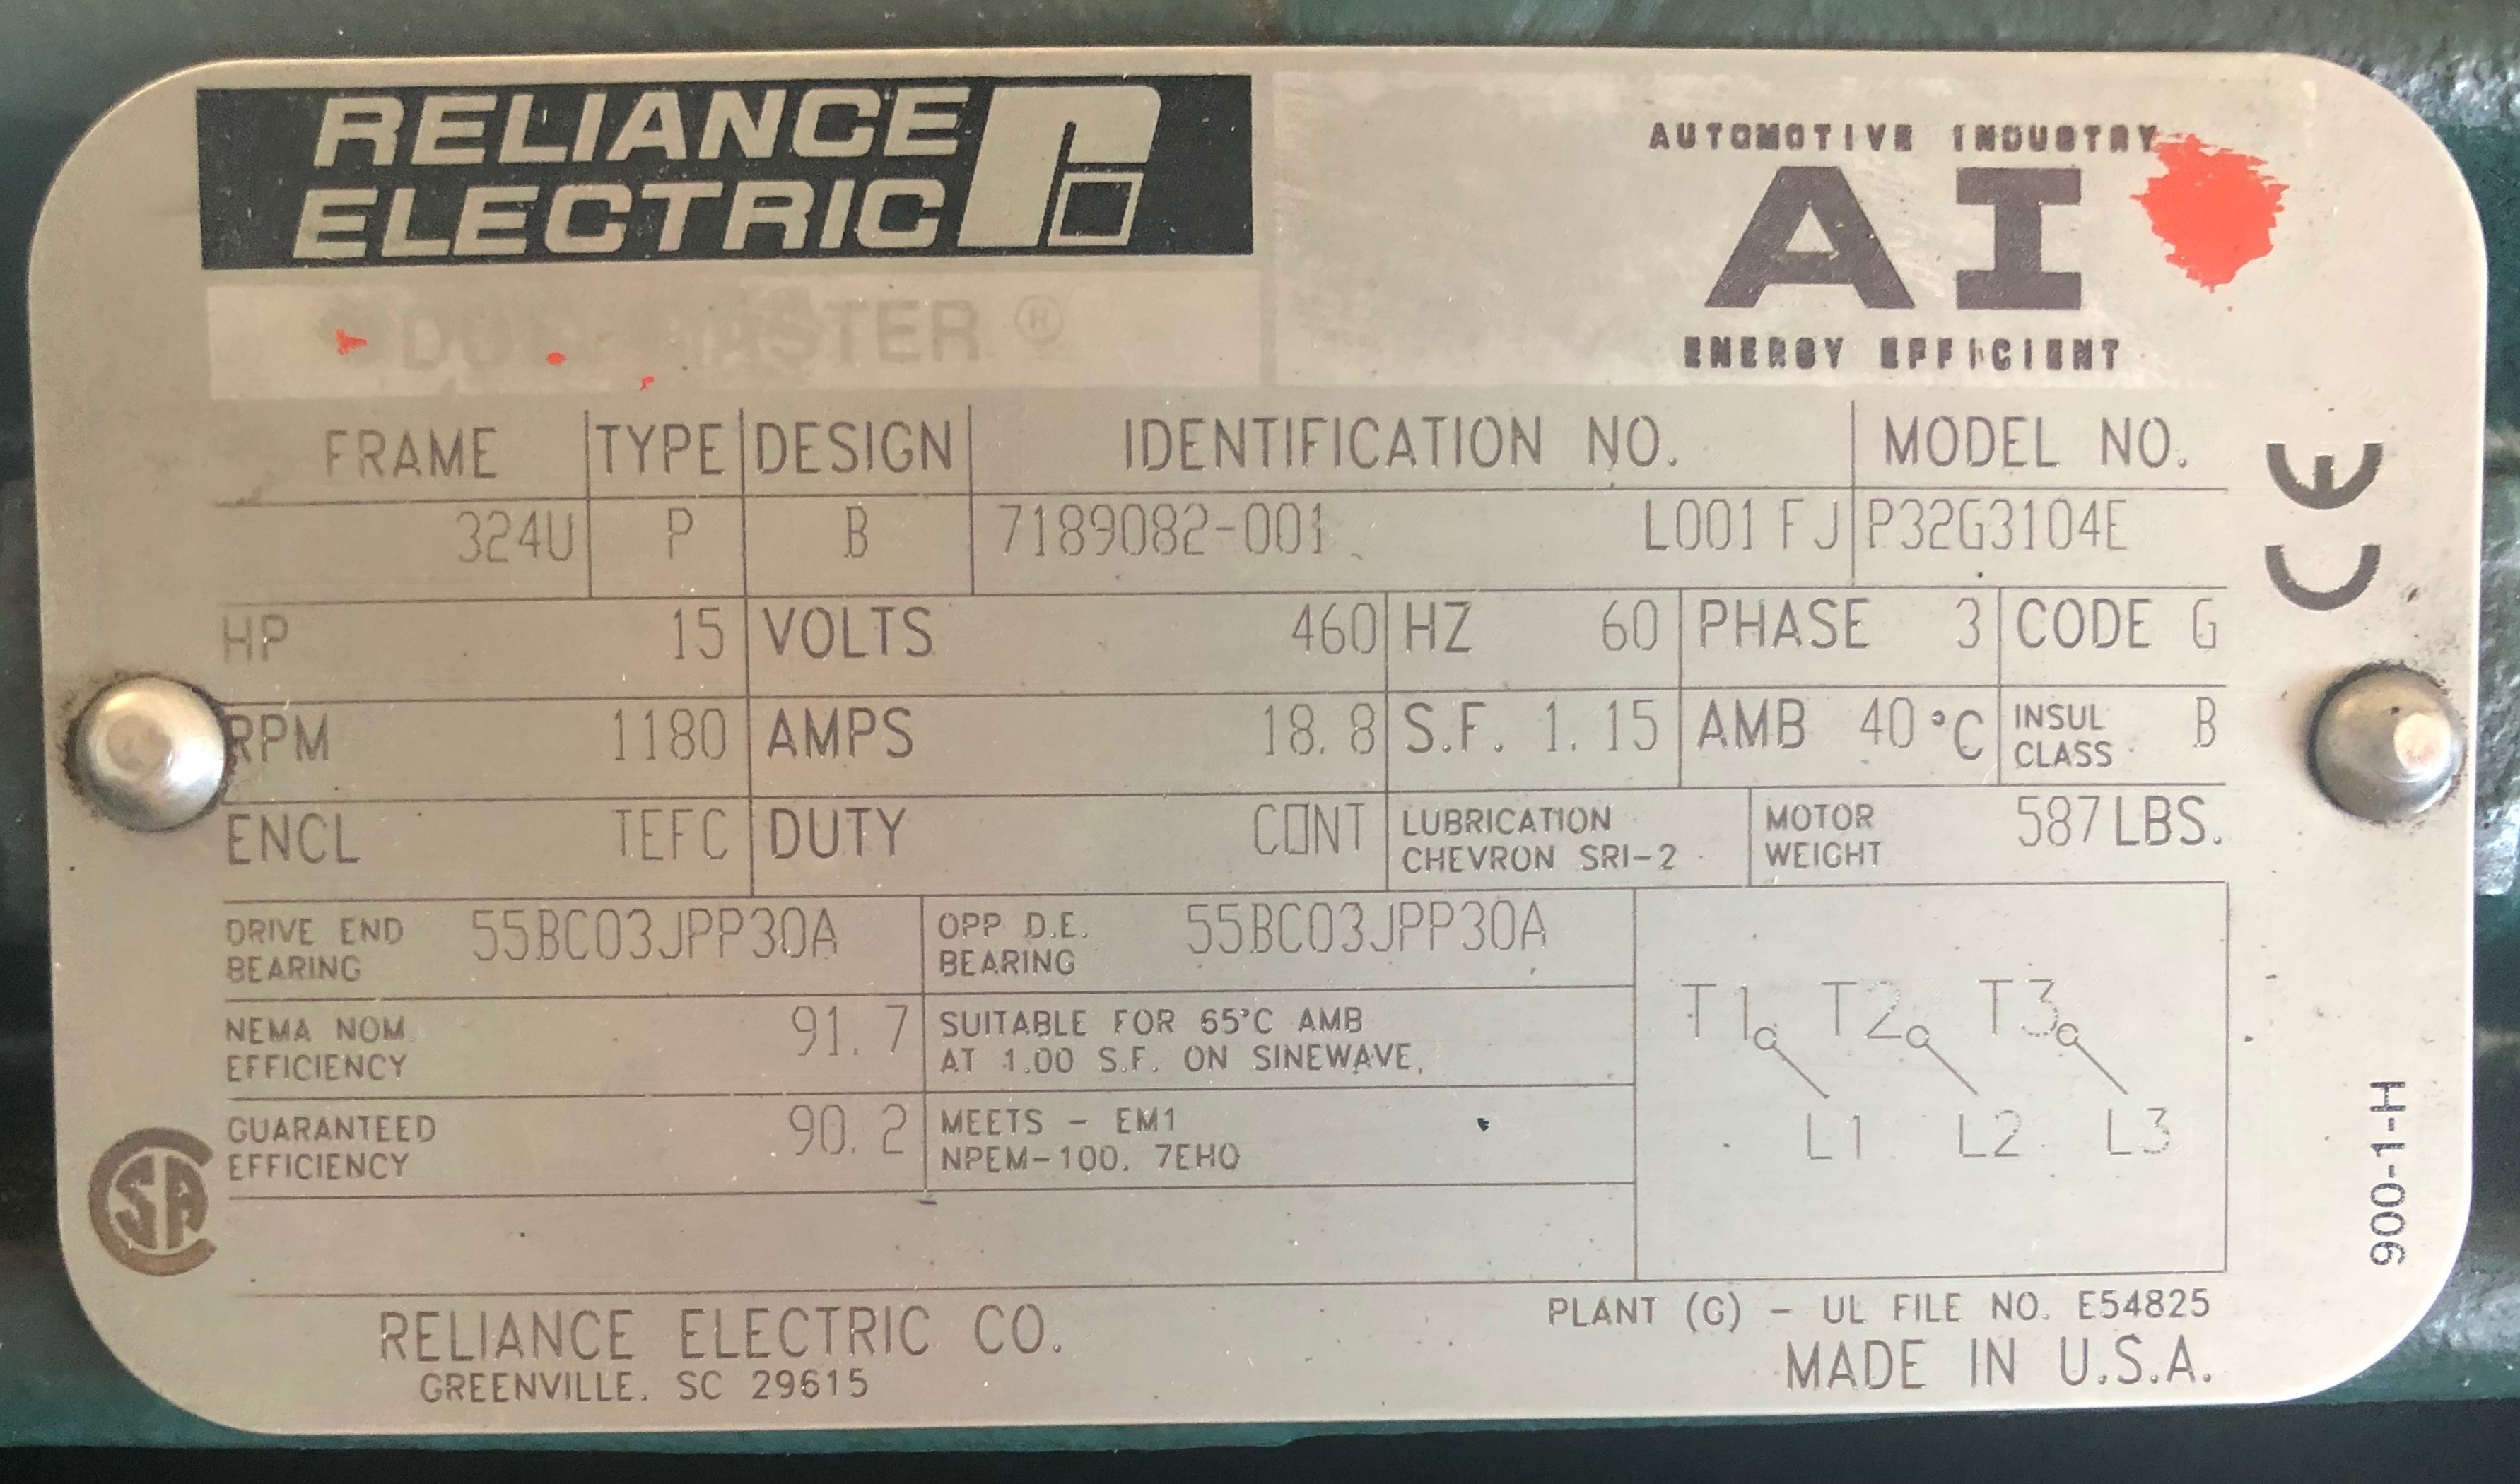 RELIANCE
ELECTRIC
AUTOMOTIVE INDUSTRY
AI
ENERGY EFFICIENT
®
FRAME TYPE DESIGN IDENTIFICATION NO. MODEL NO.
324U P B 7189082-001 L001 FJ P32G3104E
HP 15 VOLTS 460 HZ 60 PHASE 3 CODE G
RPM 1180 AMPS 18.8 S.F. 1.15 AMB 40 °C INSUL CLASS B
ENCL TEFC DUTY CONT LUBRICATION CHEVRON SRI-2 MOTOR WEIGHT 587 LBS.
DRIVE END BEARING 55BC03JPP30A OPP D.E. BEARING 55BC03JPP30A
NEMA NOM. EFFICIENCY 91.7 SUITABLE FOR 65°C AMB
AT 1.00 S.F. ON SINEWAVE.
GUARANTEED EFFICIENCY 90.2 MEETS - EM1
NPEM-100, 7EHO
T1 T2 T3
L1 L2 L3
CE
900-1-H
CSA
RELIANCE ELECTRIC CO.
GREENVILLE, SC 29615
PLANT (G) - UL FILE NO. E54825
MADE IN U.S.A.